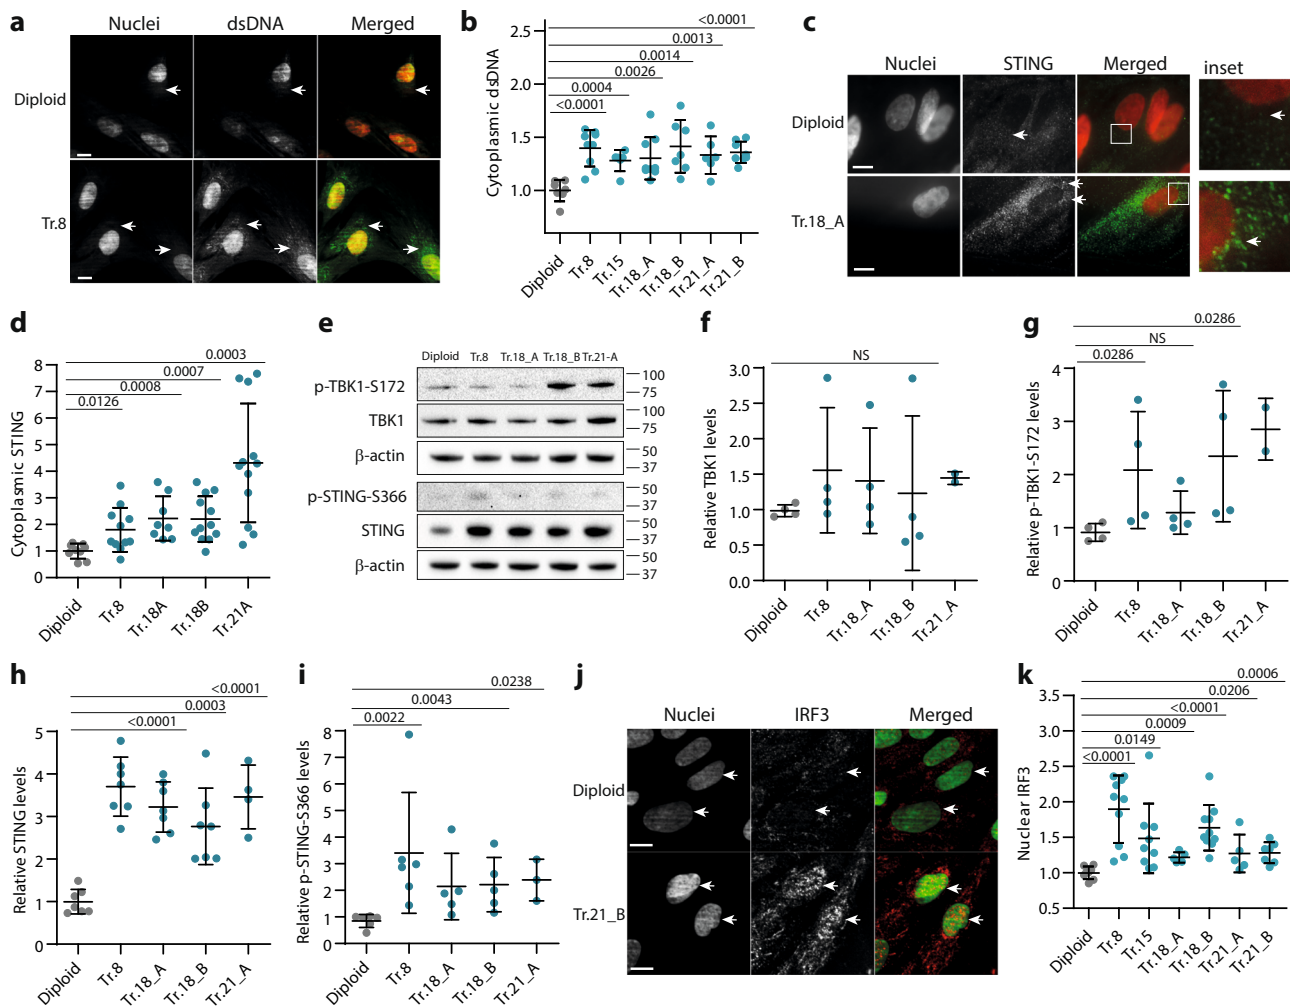 a
Nuclei dsDNA Merged
Diploid
Tr.8
b
Cytoplasmic dsDNA
2.5
2.0
1.5
1.0
<0.0001
0.0013
0.0014
0.0026
0.0004
<0.0001
Diploid Tr.8 Tr.15 Tr.18_A Tr.18_B Tr.21_A Tr.21_B
c
Nuclei STING Merged inset
Diploid
Tr.18_A
d
Cytoplasmic STING
8
7
6
5
4
3
2
1
0
0.0003
0.0007
0.0008
0.0126
Diploid Tr.8 Tr.18A Tr.18B Tr.21A
e
Diploid Tr.8 Tr.18_A Tr.18_B Tr.21-A
p-TBK1-S172
100
75
TBK1
100
75
β-actin
50
37
p-STING-S366
50
37
STING
50
37
β-actin
50
37
f
Relative TBK1 levels
3.0
2.5
2.0
1.5
1.0
0.5
0.0
NS
Diploid Tr.8 Tr.18_A Tr.18_B Tr.21_A
g
Relative p-TBK1-S172 levels
4
3
2
1
0
0.0286
NS
0.0286
Diploid Tr.8 Tr.18_A Tr.18_B Tr.21_A
h
Relative STING levels
5
4
3
2
1
0
<0.0001
0.0003
<0.0001
Diploid Tr.8 Tr.18_A Tr.18_B Tr.21_A
i
Relative p-STING-S366 levels
8
7
6
5
4
3
2
1
0
0.0238
0.0043
0.0022
Diploid Tr.8 Tr.18_A Tr.18_B Tr.21_A
j
Nuclei IRF3 Merged
Diploid
Tr.21_B
k
Nuclear IRF3
3.5
3.0
2.5
2.0
1.5
1.0
0.5
0.0006
0.0206
<0.0001
0.0009
0.0149
<0.0001
Diploid Tr.8 Tr.15 Tr.18_A Tr.18_B Tr.21_A Tr.21_B